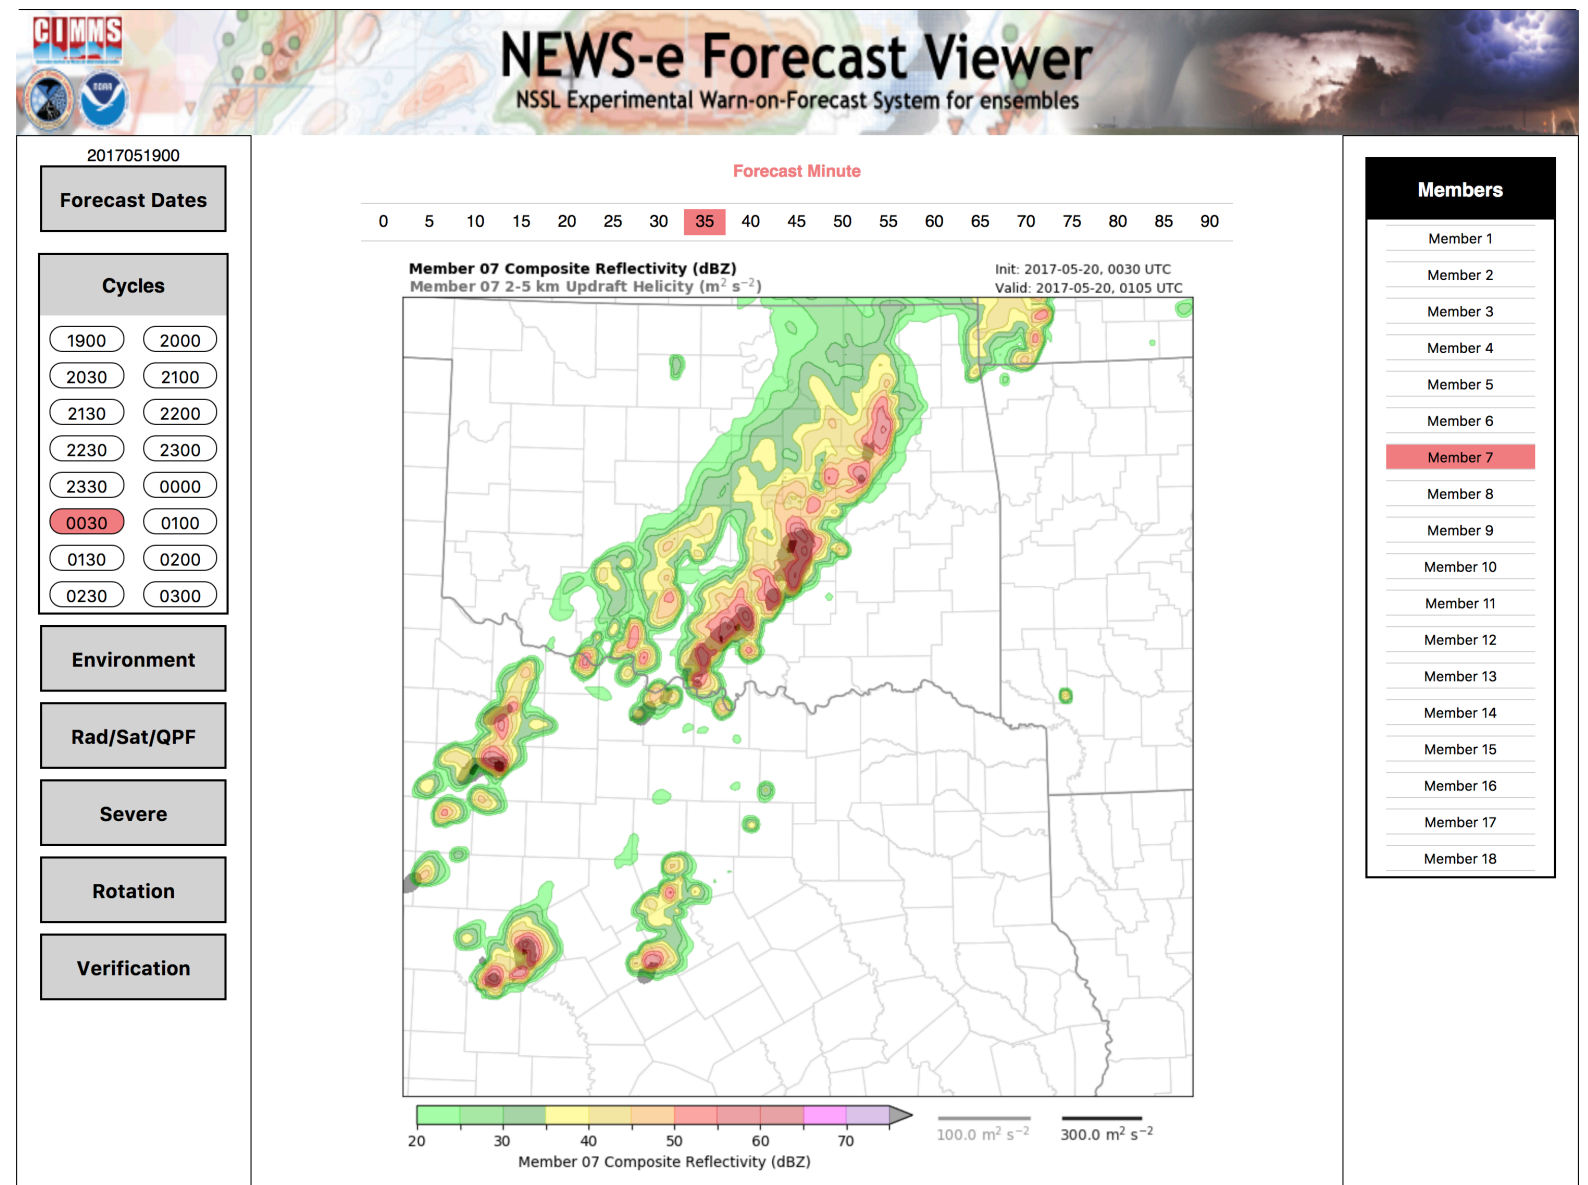 CIMMS
NOAA
NEWS-e Forecast Viewer
NSSL Experimental Warn-on-Forecast System for ensembles
2017051900
Forecast Dates
Cycles
1900 2000
2030 2100
2130 2200
2230 2300
2330 0000
0030 0100
0130 0200
0230 0300
Environment
Rad/Sat/QPF
Severe
Rotation
Verification
Forecast Minute
0 5 10 15 20 25 30 35 40 45 50 55 60 65 70 75 80 85 90
Member 07 Composite Reflectivity (dBZ)
Member 07 2-5 km Updraft Helicity (m² s⁻²)
Init: 2017-05-20, 0030 UTC
Valid: 2017-05-20, 0105 UTC
20 30 40 50 60 70
Member 07 Composite Reflectivity (dBZ)
100.0 m² s⁻² 300.0 m² s⁻²
Members
Member 1
Member 2
Member 3
Member 4
Member 5
Member 6
Member 7
Member 8
Member 9
Member 10
Member 11
Member 12
Member 13
Member 14
Member 15
Member 16
Member 17
Member 18